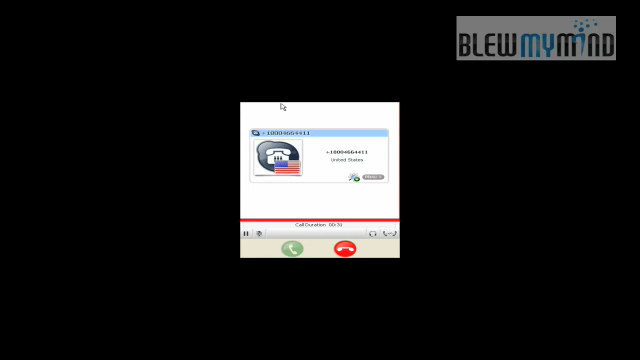 BLEWMYMIND
+18004664411
+18004664411
United States
Call Duration 00:31